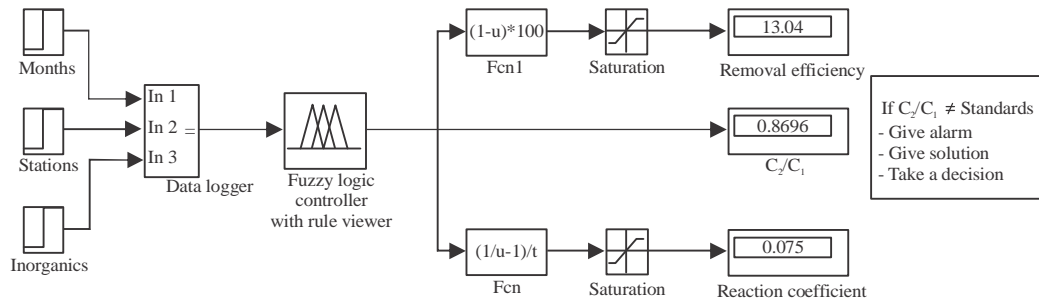 Months
Stations
Inorganics
In 1
In 2
In 3
=
Data logger
Fuzzy logic
controller
with rule viewer
(1-u)*100
Fcn1
Saturation
13.04
Removal efficiency
0.8696
C₂/C₁
(1/u-1)/t
Fcn
Saturation
0.075
Reaction coefficient
If C₂/C₁ ≠ Standards
- Give alarm
- Give solution
- Take a decision